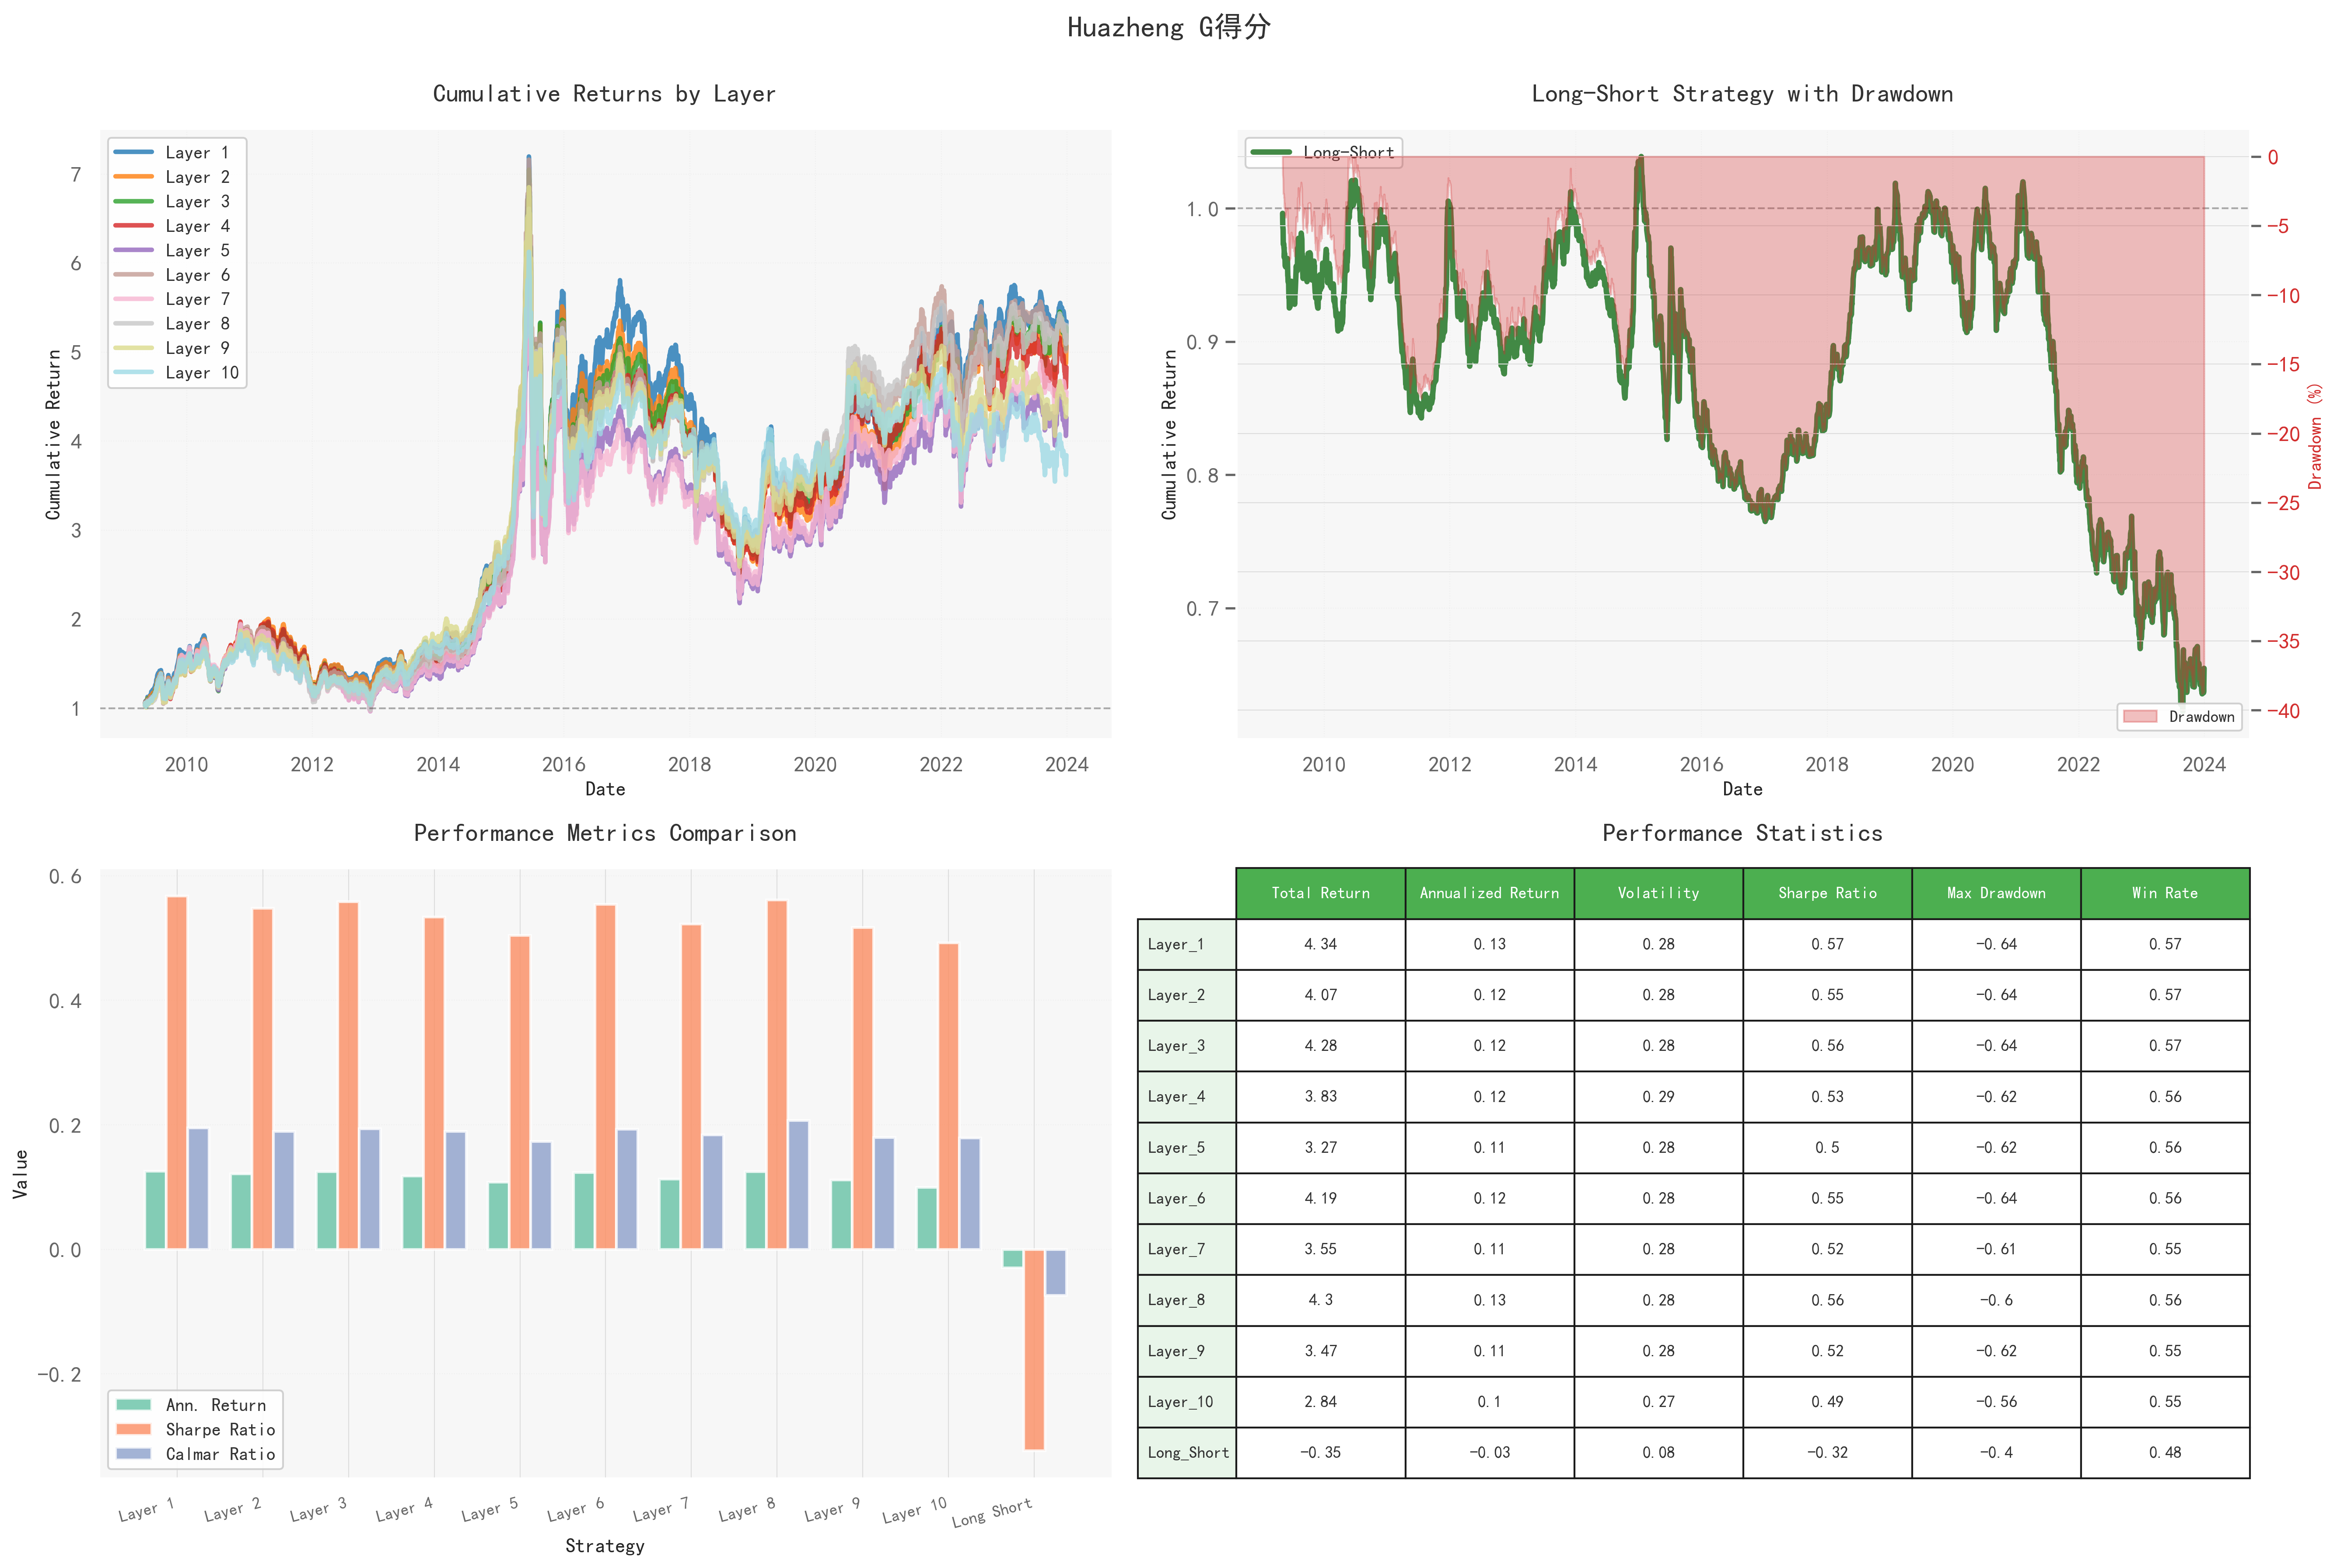 Huazheng G得分
Cumulative Returns by Layer
Cumulative Return
7
6
5
4
3
2
1
Layer 1
Layer 2
Layer 3
Layer 4
Layer 5
Layer 6
Layer 7
Layer 8
Layer 9
Layer 10
2010 2012 2014 2016 2018 2020 2022 2024
Date
Long-Short Strategy with Drawdown
Cumulative Return
1.0
0.9
0.8
0.7
Long-Short
0
-5
-10
-15
-20
-25
-30
-35
-40
Drawdown (%)
Drawdown
2010 2012 2014 2016 2018 2020 2022 2024
Date
Performance Metrics Comparison
Value
0.6
0.4
0.2
0.0
-0.2
Ann. Return
Sharpe Ratio
Calmar Ratio
Layer 1 Layer 2 Layer 3 Layer 4 Layer 5 Layer 6 Layer 7 Layer 8 Layer 9 Layer 10 Long Short
Strategy
Performance Statistics
Total Return Annualized Return Volatility Sharpe Ratio Max Drawdown Win Rate
Layer_1 4.34 0.13 0.28 0.57 -0.64 0.57
Layer_2 4.07 0.12 0.28 0.55 -0.64 0.57
Layer_3 4.28 0.12 0.28 0.56 -0.64 0.57
Layer_4 3.83 0.12 0.29 0.53 -0.62 0.56
Layer_5 3.27 0.11 0.28 0.5 -0.62 0.56
Layer_6 4.19 0.12 0.28 0.55 -0.64 0.56
Layer_7 3.55 0.11 0.28 0.52 -0.61 0.55
Layer_8 4.3 0.13 0.28 0.56 -0.6 0.56
Layer_9 3.47 0.11 0.28 0.52 -0.62 0.55
Layer_10 2.84 0.1 0.27 0.49 -0.56 0.55
Long_Short -0.35 -0.03 0.08 -0.32 -0.4 0.48